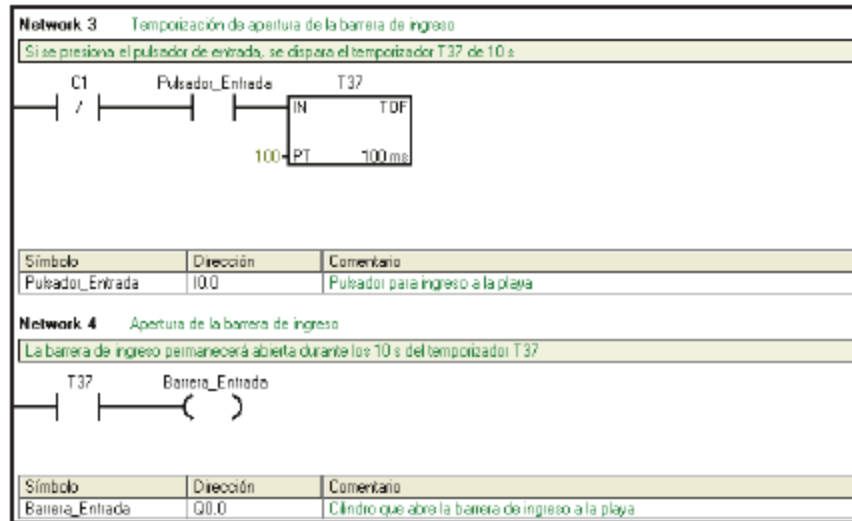 Network 3 Temporización de apertura de la barrera de ingreso
Si se presiona el pulsador de entrada, se dispara el temporizador T37 de 10 s
C1 Pulsador_Entrada T37
/ IN TOF
100 PT 100 ms
Símbolo Dirección Comentario
Pulsador_Entrada I0.0 Pulsador para ingreso a la playa
Network 4 Apertura de la barrera de ingreso
La barrera de ingreso permanecerá abierta durante los 10 s del temporizador T37
T37 Barrera_Entrada
Símbolo Dirección Comentario
Barrera_Entrada Q0.0 Cilindro que abre la barrera de ingreso a la playa